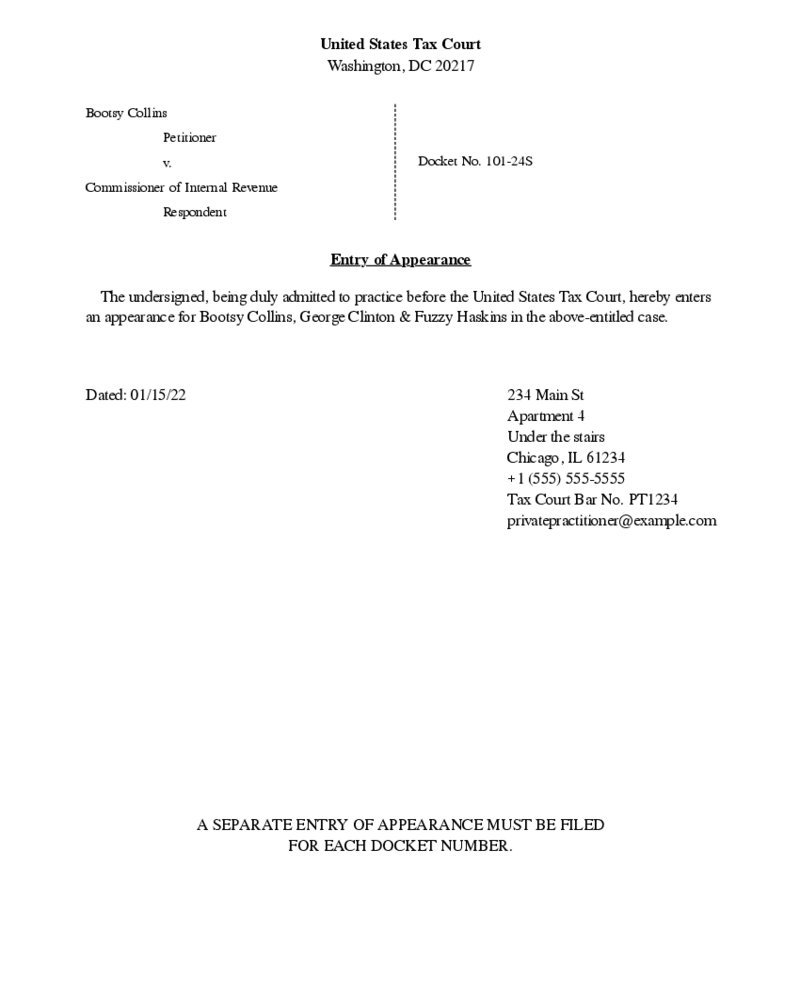 United States Tax Court
Washington, DC 20217
Bootsy Collins
Petitioner
v.
Commissioner of Internal Revenue
Respondent
Docket No. 101-24S
Entry of Appearance
The undersigned, being duly admitted to practice before the United States Tax Court, hereby enters
an appearance for Bootsy Collins, George Clinton & Fuzzy Haskins in the above-entitled case.
Dated: 01/15/22
234 Main St
Apartment 4
Under the stairs
Chicago, IL 61234
+1 (555) 555-5555
Tax Court Bar No. PT1234
privatepractitioner@example.com
A SEPARATE ENTRY OF APPEARANCE MUST BE FILED
FOR EACH DOCKET NUMBER.